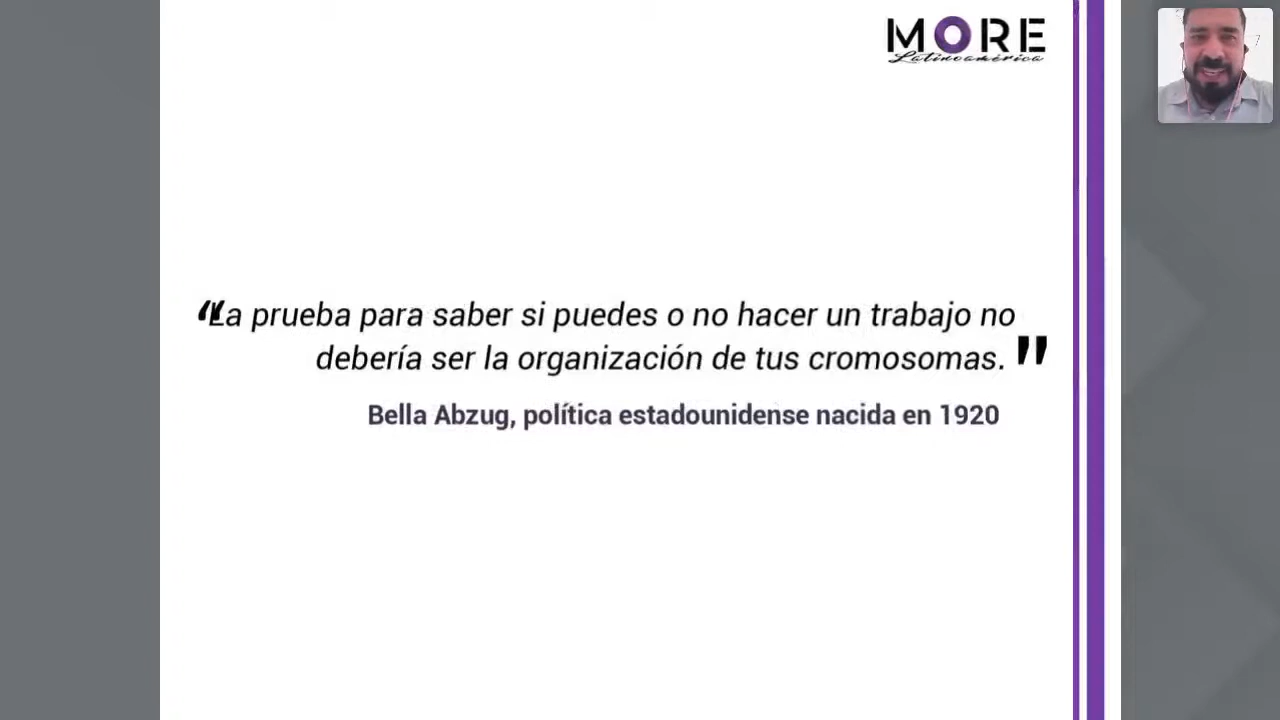 MORE
Latinoamérica
“La prueba para saber si puedes o no hacer un trabajo no
debería ser la organización de tus cromosomas."
Bella Abzug, política estadounidense nacida en 1920